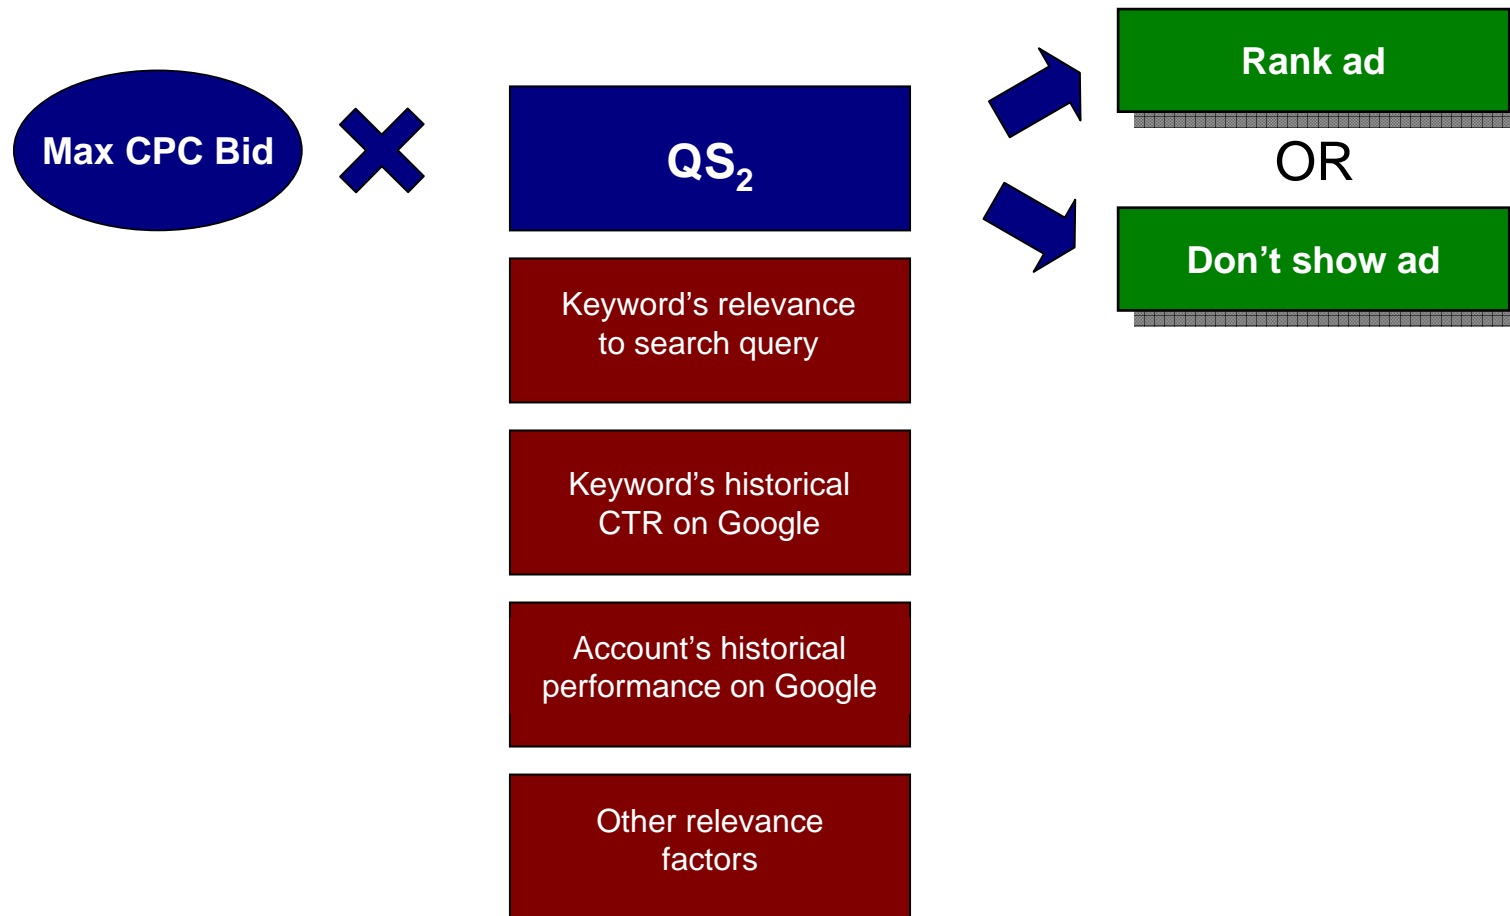 Max CPC Bid
QS₂
Rank ad
OR
Don’t show ad
Keyword’s relevance
to search query
Keyword’s historical
CTR on Google
Account’s historical
performance on Google
Other relevance
factors